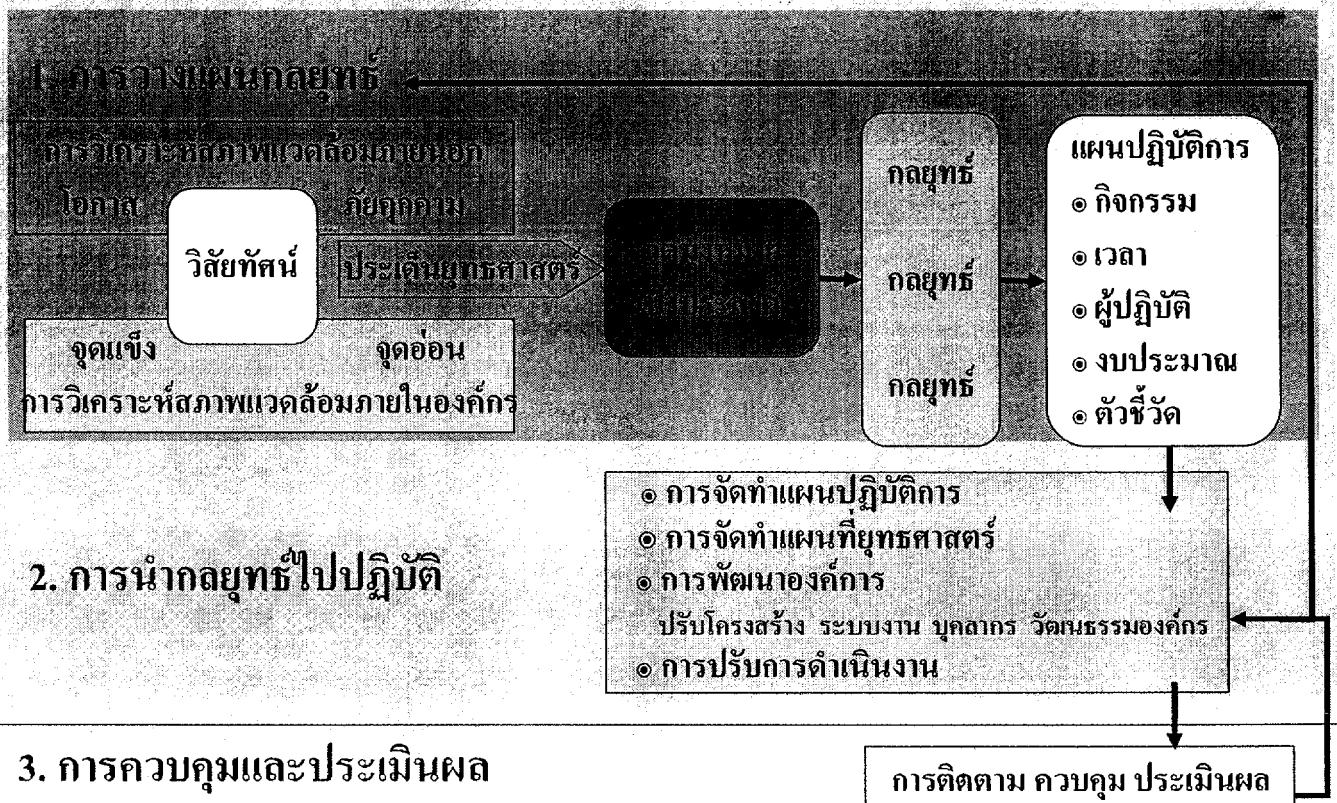 1. การวางแผนกลยุทธ์
การวิเคราะห์สภาพแวดล้อมภายนอก
โอกาส ภัยคุกคาม
วิสัยทัศน์
ประเด็นยุทธศาสตร์
จุดแข็ง จุดอ่อน
การวิเคราะห์สภาพแวดล้อมภายในองค์กร
กลยุทธ์
กลยุทธ์
กลยุทธ์
แผนปฏิบัติการ
๏ กิจกรรม
๏ เวลา
๏ ผู้ปฏิบัติ
๏ งบประมาณ
๏ ตัวชี้วัด
2. การนำกลยุทธ์ไปปฏิบัติ
๏ การจัดทำแผนปฏิบัติการ
๏ การจัดทำแผนที่ยุทธศาสตร์
๏ การพัฒนาองค์การ
ปรับโครงสร้าง ระบบงาน บุคลากร วัฒนธรรมองค์กร
๏ การปรับการดำเนินงาน
3. การควบคุมและประเมินผล
การติดตาม ควบคุม ประเมินผล